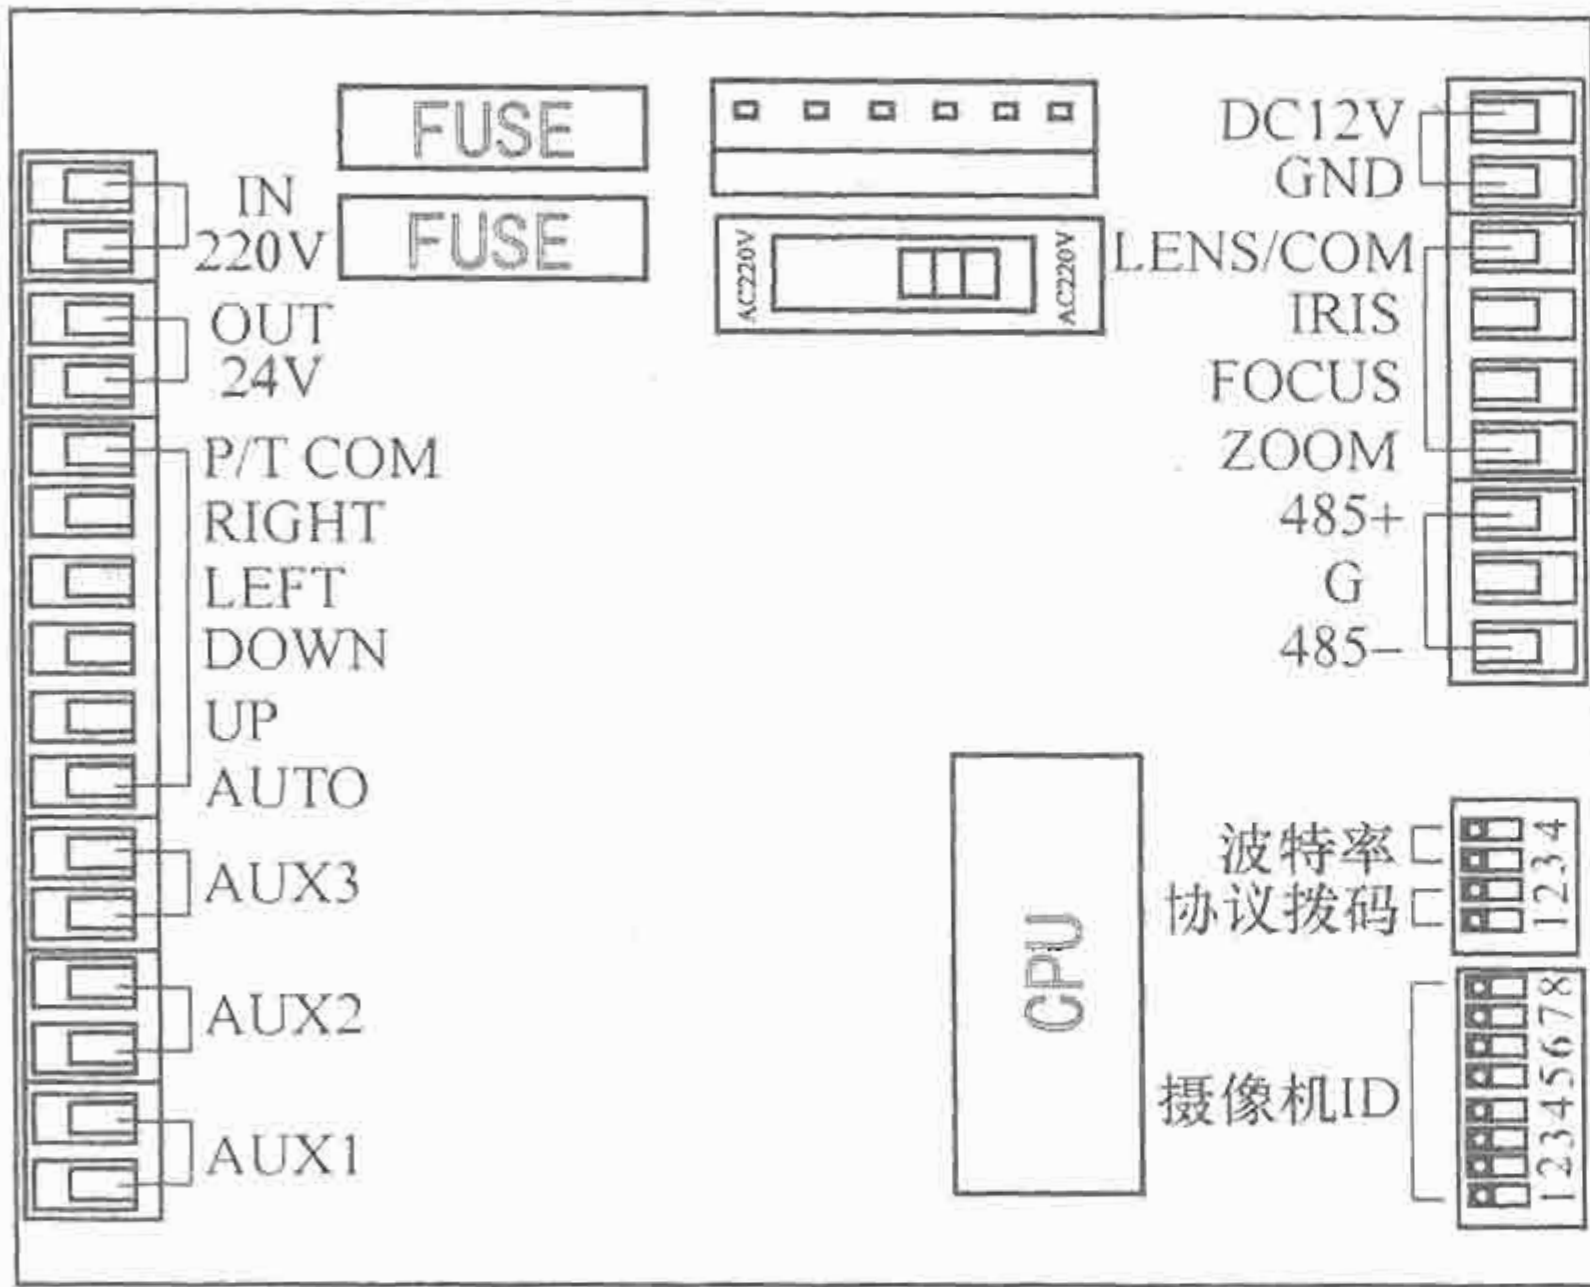 FUSE
FUSE
IN
220V
OUT
24V
P/T COM
RIGHT
LEFT
DOWN
UP
AUTO
AUX3
AUX2
AUX1
AC220V
AC220V
DC12V
GND
LENS/COM
IRIS
FOCUS
ZOOM
485+
G
485-
CPU
波特率
协议拨码
1234
摄像机ID
12345678